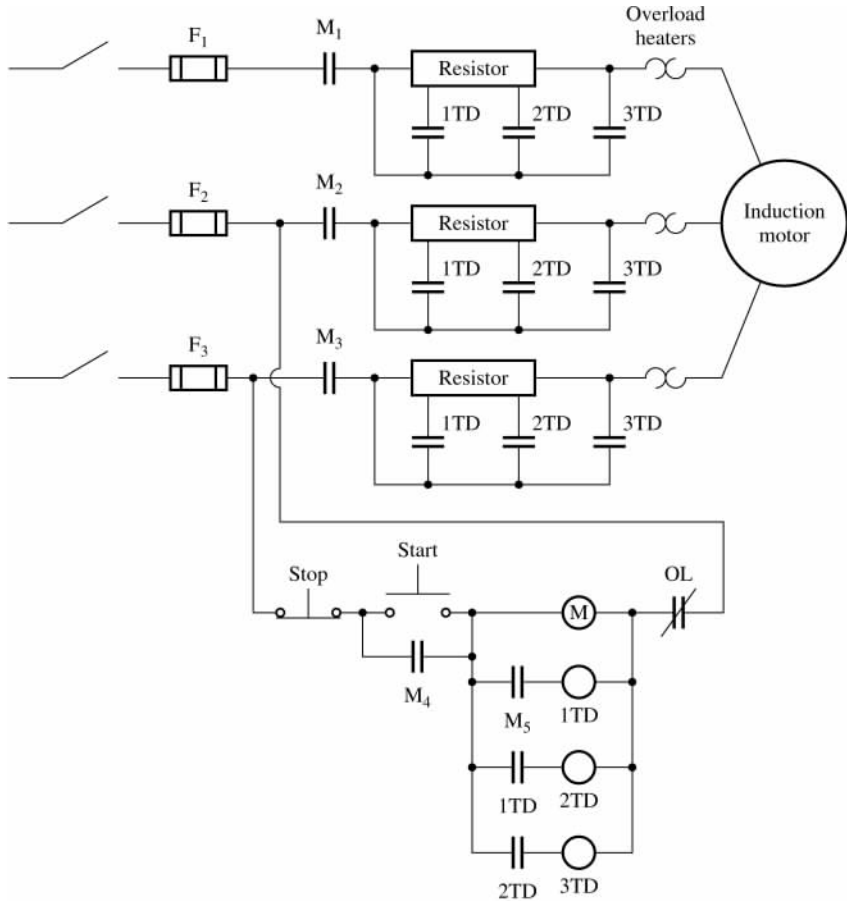 Overload
heaters
F₁
M₁
Resistor
1TD
2TD
3TD
F₂
M₂
Resistor
Induction
motor
1TD
2TD
3TD
F₃
M₃
Resistor
1TD
2TD
3TD
Start
Stop
OL
M
M₄
M₅
1TD
1TD
2TD
2TD
3TD